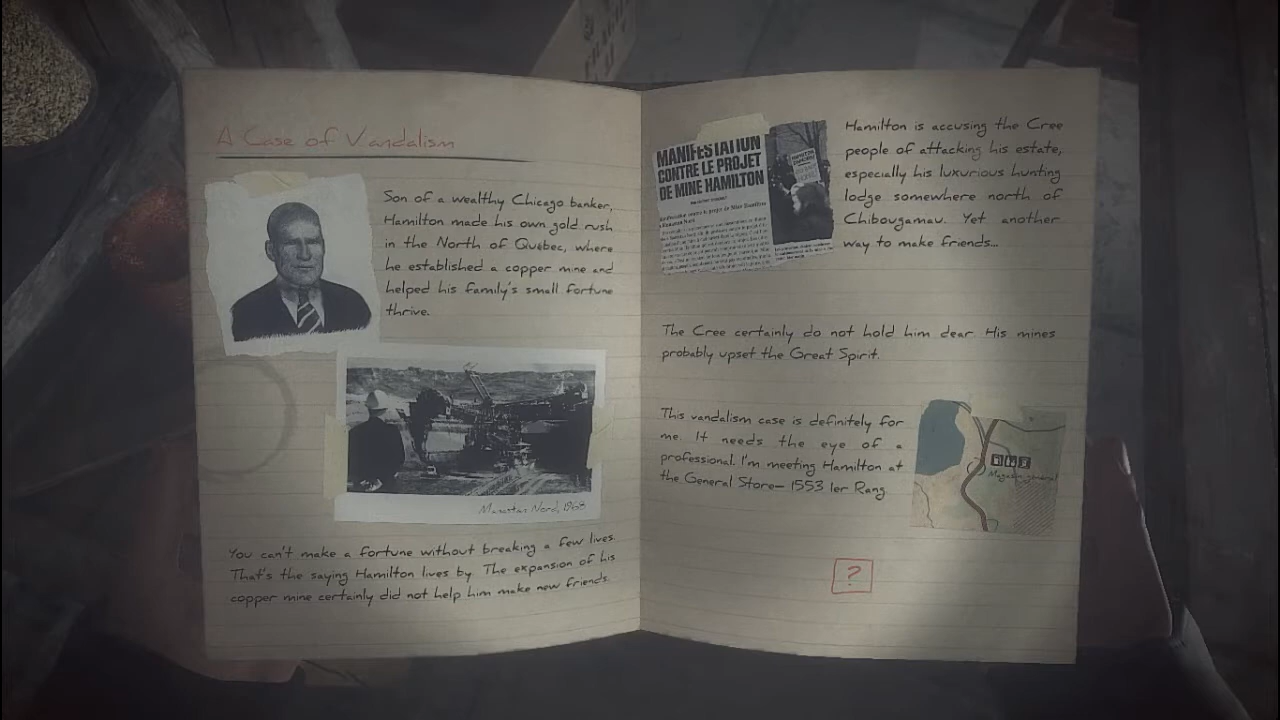 A Case of Vandalism
Son of a wealthy Chicago banker,
Hamilton made his own gold rush
in the North of Quebec, where
he established a copper mine and
helped his family's small fortune
thrive.
Nord, 1968
You can't make a fortune without breaking a few lives.
That's the saying Hamilton lives by. The expansion of his
copper mine certainly did not help him make new friends.
MANIFESTATION
CONTRE LE PROJET
DE MINE HAMILTON
Hamilton is accusing the Cree
people of attacking his estate,
especially his luxurious hunting
lodge somewhere north of
Chibougamau. Yet another
way to make friends...
The Cree certainly do not hold him dear His mines
probably upset the Great Spirit.
This vandalism case is definitely for
me. It needs the eye of a
professional. I'm meeting Hamilton at
the General Store– 1553 1er Rang
Magasin général
?